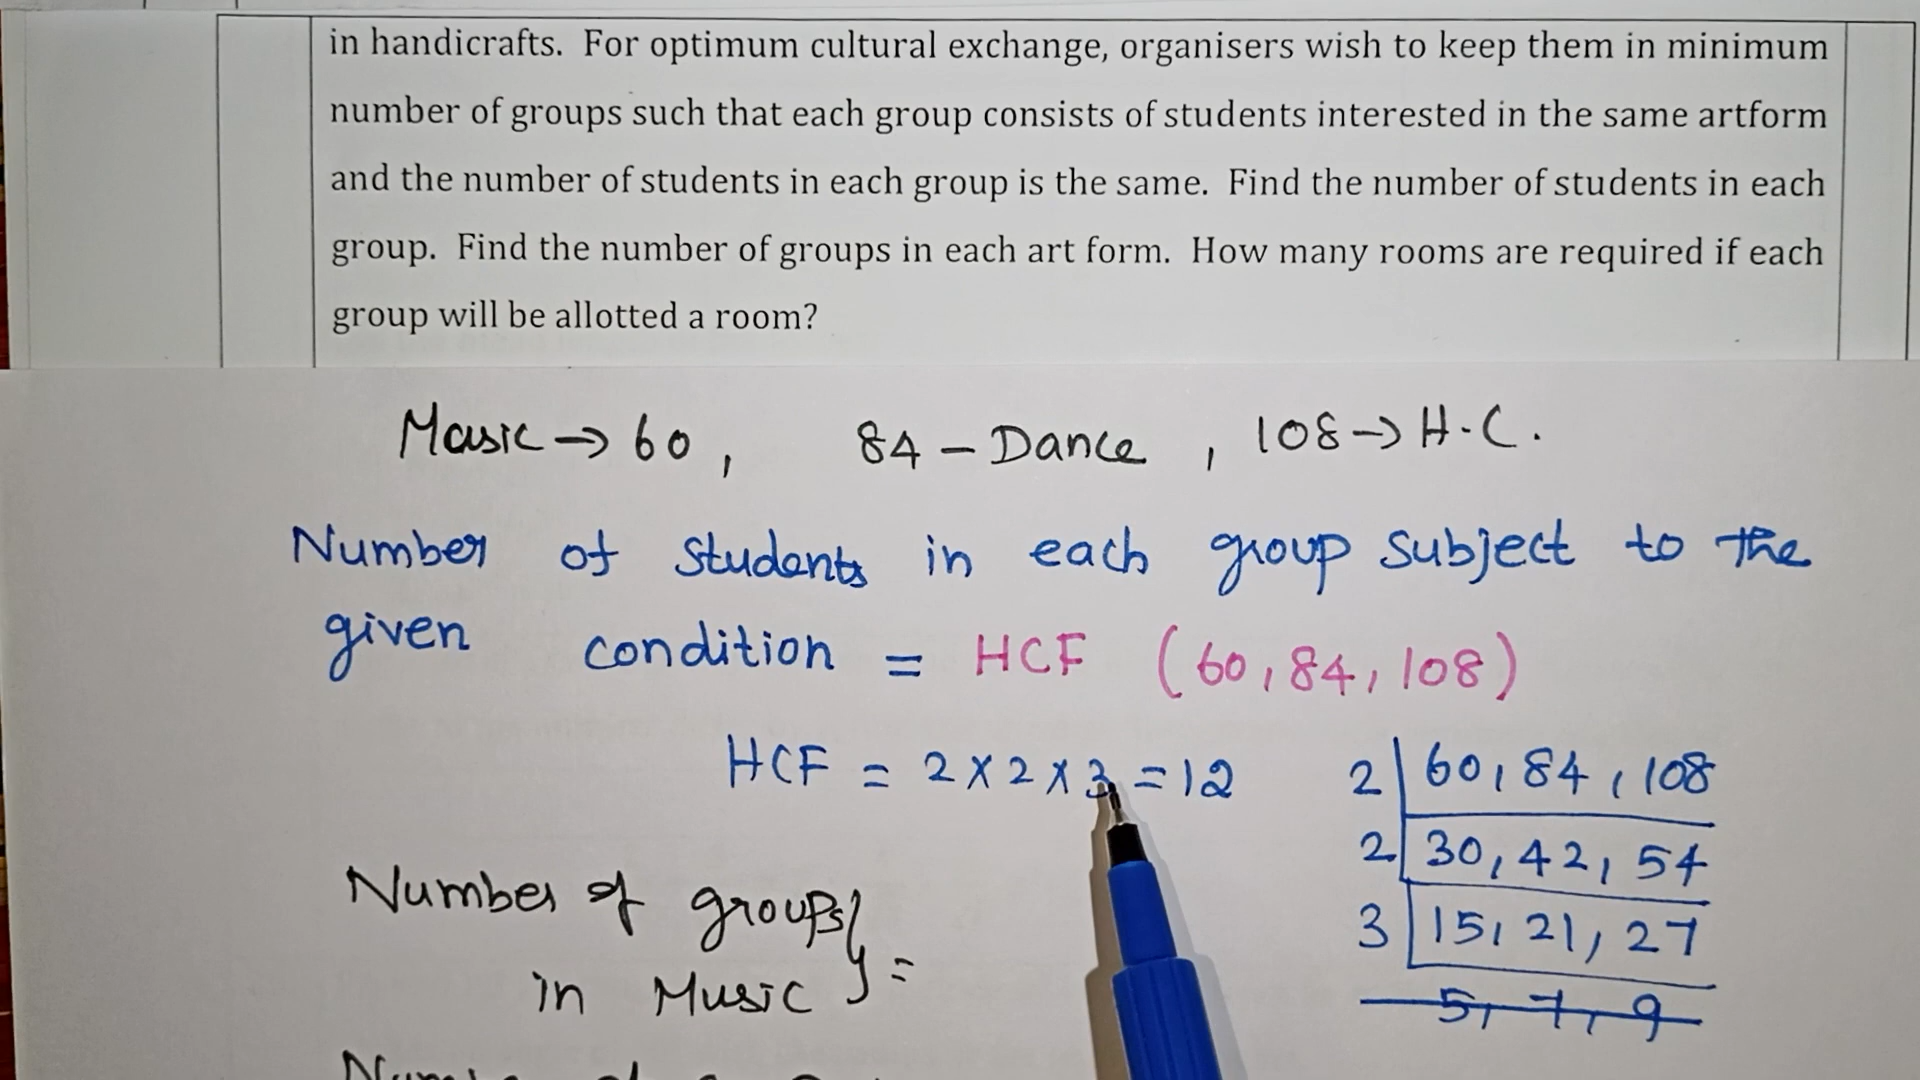 in handicrafts. For optimum cultural exchange, organisers wish to keep them in minimum
number of groups such that each group consists of students interested in the same artform
and the number of students in each group is the same. Find the number of students in each
group. Find the number of groups in each art form. How many rooms are required if each
group will be allotted a room?
Music → 60 , 84 – Dance , 108 → H.C.
Number of students in each group subject to the
given condition = HCF (60, 84, 108)
HCF = 2 × 2 × 3 = 12
2 | 60, 84, 108
2 | 30, 42, 54
3 | 15, 21, 27
5, 7, 9
Number of groups
in Music } =